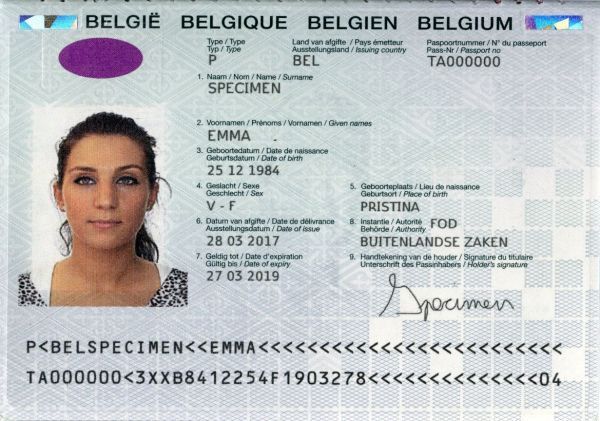 BELGIË BELGIQUE BELGIEN BELGIUM
Type / Type
Typ / Type
P
Land van afgifte / Pays émetteur
Ausstellungsland / Issuing country
BEL
Paspoortnummer / N° du passeport
Pass-Nr / Passport no
TA000000
1. Naam / Nom / Name / Surname
SPECIMEN
2. Voornamen / Prénoms / Vornamen / Given names
EMMA
3. Geboortedatum / Date de naissance
Geburtsdatum / Date of birth
25 12 1984
4. Geslacht / Sexe
Geschlecht / Sex
V - F
5. Geboorteplaats / Lieu de naissance
Geburtsort / Place of birth
PRISTINA
6. Datum van afgifte / Date de délivrance
Ausstellungsdatum / Date of issue
28 03 2017
8. Instantie / Autorité FOD
Behörde / Authority
BUITENLANDSE ZAKEN
7. Geldig tot / Date d'expiration
Gültig bis / Date of expiry
27 03 2019
9. Handtekening van de houder / Signature du titulaire
Unterschrift des Passinhabers / Holder's signature
Specimen
P<BELSPECIMEN<<EMMA<<<<<<<<<<<<<<<<<<<<<<<<<
TA000000<3XXB8412254F1903278<<<<<<<<<<<<<<04